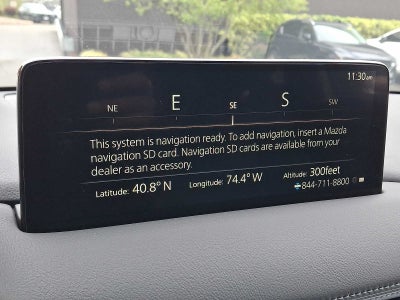 11:30am
NE E SE S SW
This system is navigation ready. To add navigation, insert a Mazda
navigation SD card. Navigation SD cards are available from your
dealer as an accessory.
Latitude: 40.8° N Longitude: 74.4° W Altitude: 300feet
844-711-8800